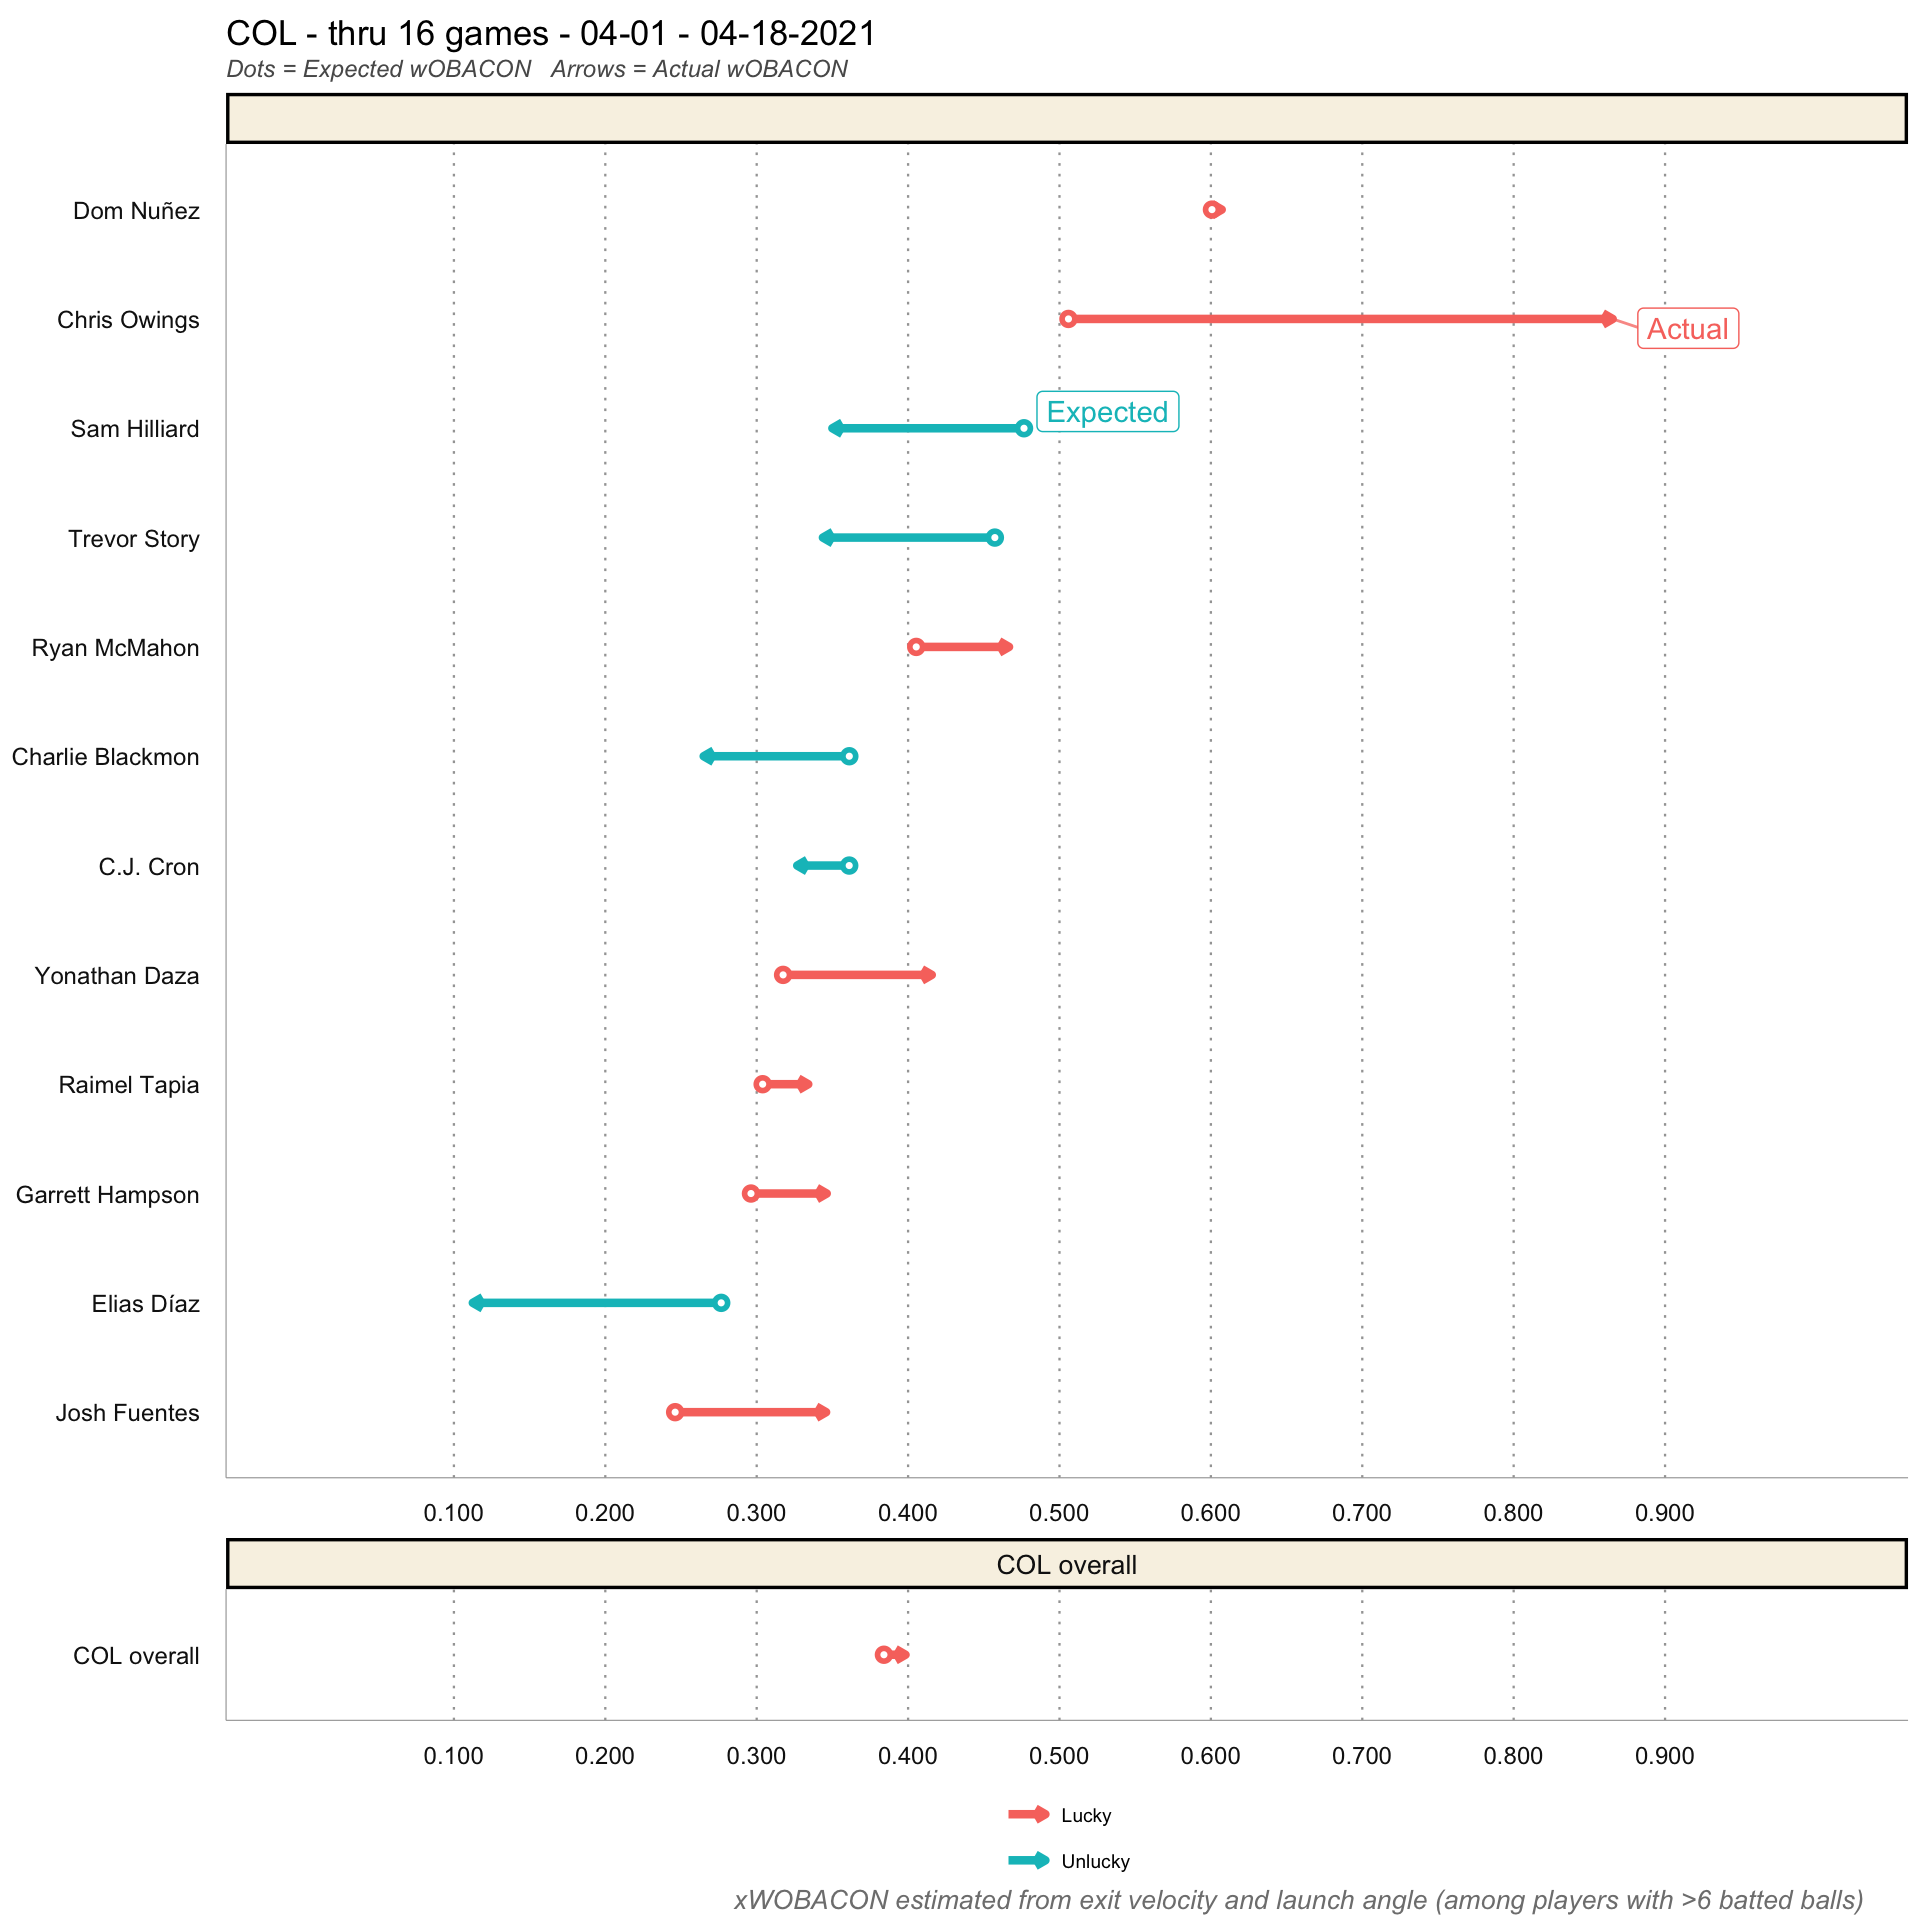 COL - thru 16 games - 04-01 - 04-18-2021
Dots = Expected wOBACON   Arrows = Actual wOBACON
Dom Nuñez
Chris Owings
Actual
Expected
Sam Hilliard
Trevor Story
Ryan McMahon
Charlie Blackmon
C.J. Cron
Yonathan Daza
Raimel Tapia
Garrett Hampson
Elias Díaz
Josh Fuentes
0.100 0.200 0.300 0.400 0.500 0.600 0.700 0.800 0.900
COL overall
COL overall
0.100 0.200 0.300 0.400 0.500 0.600 0.700 0.800 0.900
Lucky
Unlucky
xWOBACON estimated from exit velocity and launch angle (among players with >6 batted balls)